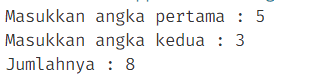 Masukkan angka pertama : 5
Masukkan angka kedua : 3
Jumlahnya : 8